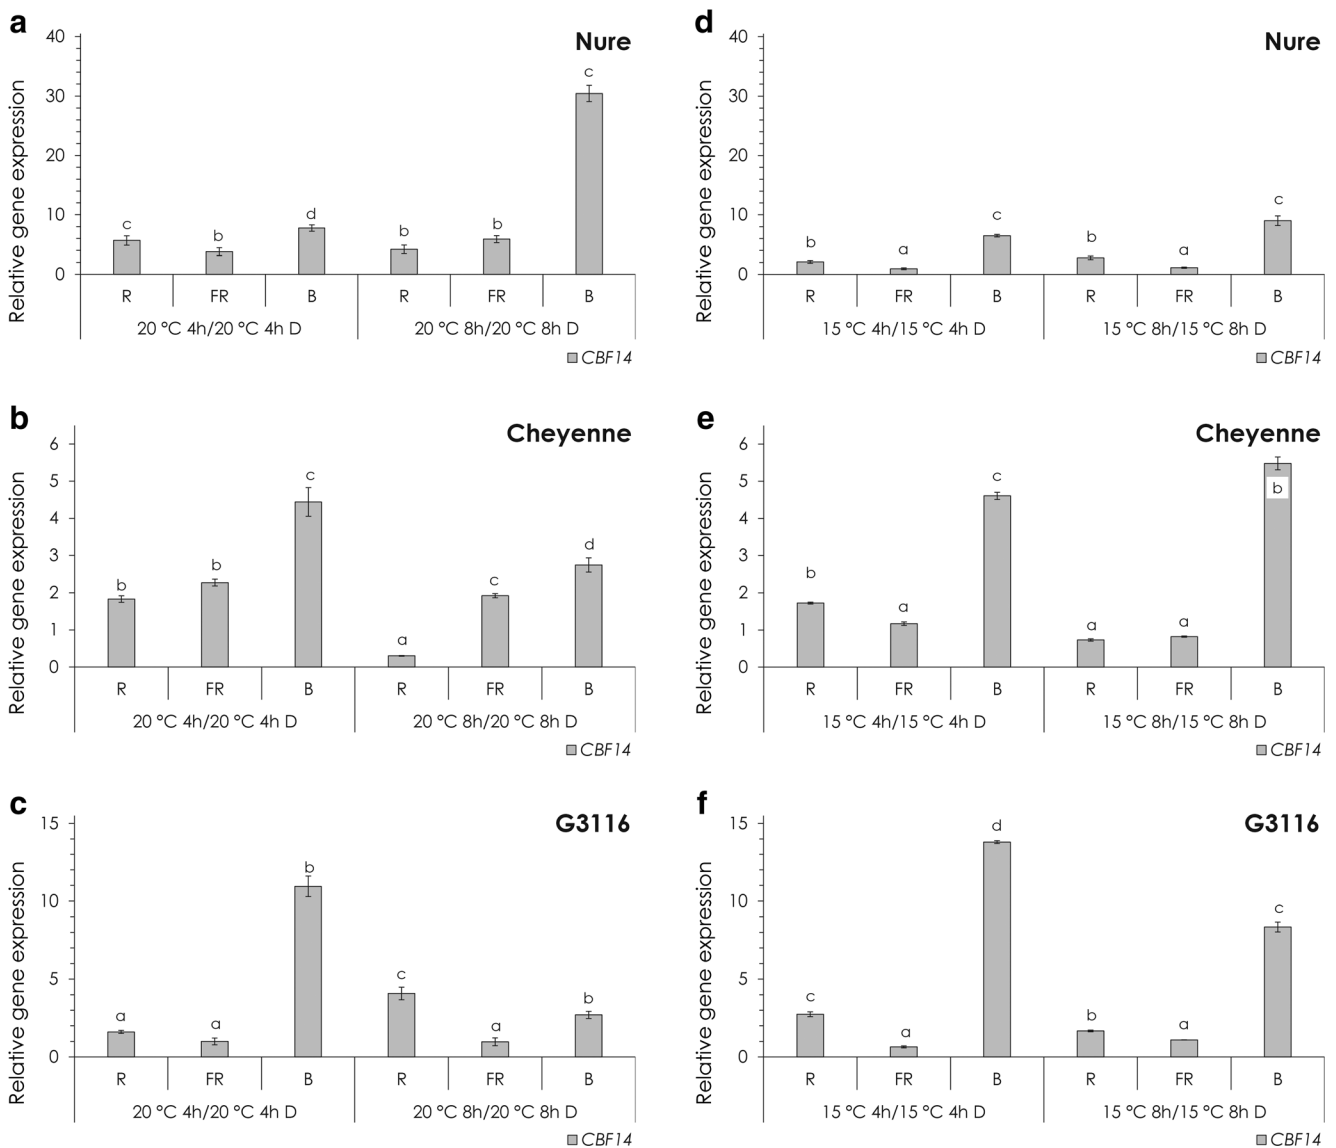 a
Nure
Relative gene expression
40
30
20
10
0
c
b
d
b
b
c
R FR B R FR B
20 °C 4h/20 °C 4h D 20 °C 8h/20 °C 8h D
CBF14
d
Nure
Relative gene expression
40
30
20
10
0
b
a
c
b
a
c
R FR B R FR B
15 °C 4h/15 °C 4h D 15 °C 8h/15 °C 8h D
CBF14
b
Cheyenne
Relative gene expression
6
5
4
3
2
1
0
b
b
c
a
c
d
R FR B R FR B
20 °C 4h/20 °C 4h D 20 °C 8h/20 °C 8h D
CBF14
e
Cheyenne
Relative gene expression
6
5
4
3
2
1
0
b
a
c
a
a
b
R FR B R FR B
15 °C 4h/15 °C 4h D 15 °C 8h/15 °C 8h D
CBF14
c
G3116
Relative gene expression
15
10
5
0
a
a
b
c
a
b
R FR B R FR B
20 °C 4h/20 °C 4h D 20 °C 8h/20 °C 8h D
CBF14
f
G3116
Relative gene expression
15
10
5
0
c
a
d
b
a
c
R FR B R FR B
15 °C 4h/15 °C 4h D 15 °C 8h/15 °C 8h D
CBF14